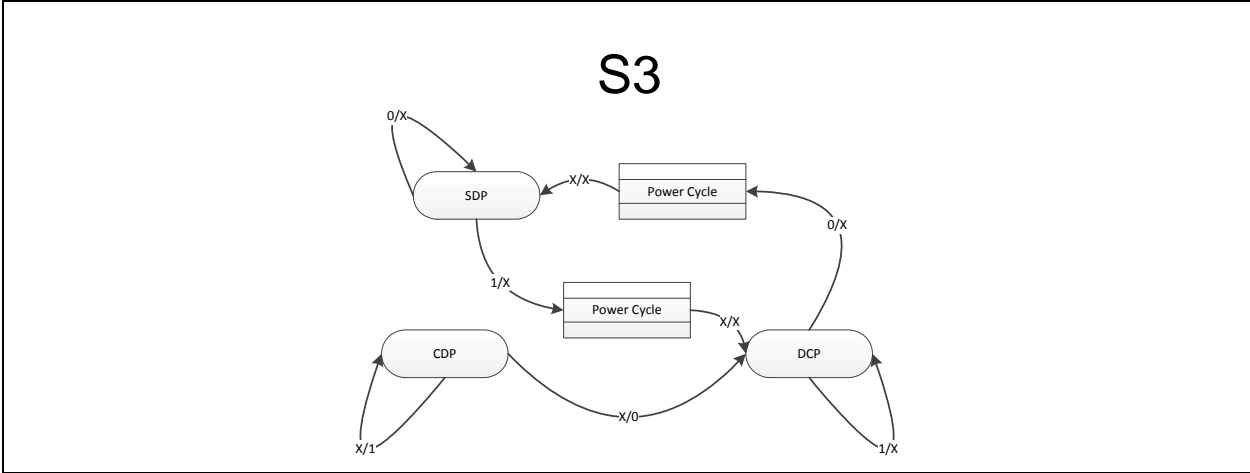 S3
0/X
X/X
Power Cycle
SDP
0/X
1/X
Power Cycle
X/X
CDP
DCP
X/0
X/1
1/X